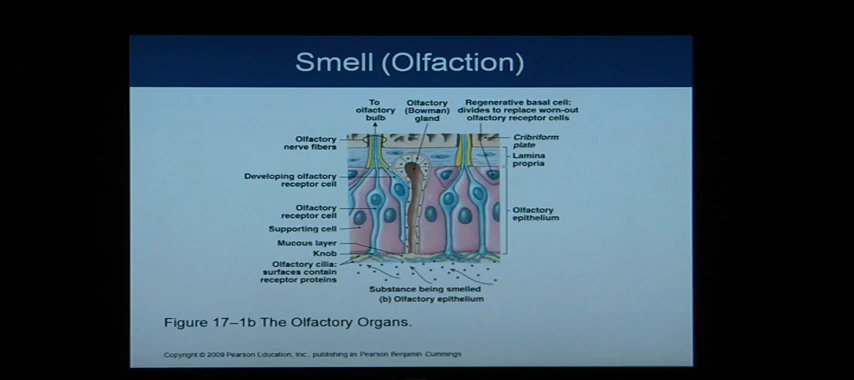 Smell (Olfaction)
To
olfactory
bulb
Olfactory
(Bowman)
gland
Regenerative basal cell:
divides to replace worn-out
olfactory receptor cells
Olfactory
nerve fibers
Cribriform
plate
Lamina
propria
Developing olfactory
receptor cell
Olfactory
receptor cell
Olfactory
epithelium
Supporting cell
Mucous layer
Knob
Olfactory cilia:
surfaces contain
receptor proteins
Substance being smelled
(b) Olfactory epithelium
Figure 17–1b The Olfactory Organs.
Copyright © 2009 Pearson Education, Inc., publishing as Pearson Benjamin Cummings